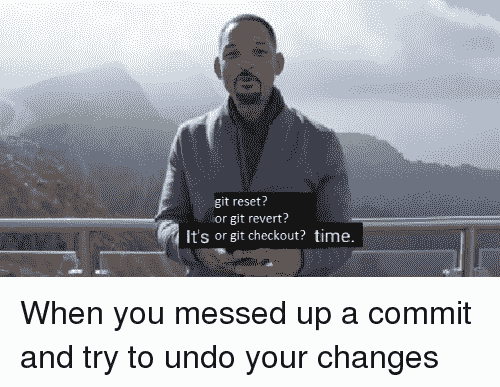 git reset?
or git revert?
It's or git checkout? time.
When you messed up a commit
and try to undo your changes